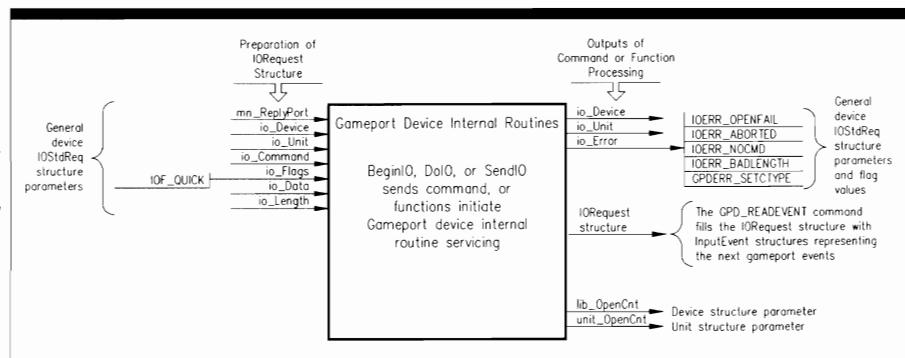 Preparation of
IORequest
Structure
General
device
IOStdReq
structure
parameters
IOF_QUICK
mn_ReplyPort
io_Device
io_Unit
io_Command
io_Flags
io_Data
io_Length
Gameport Device Internal Routines
BeginIO, DoIO, or SendIO
sends command, or
functions initiate
Gameport device internal
routine servicing
Outputs of
Command or Function
Processing
io_Device
io_Unit
io_Error
IOERR_OPENFAIL
IOERR_ABORTED
IOERR_NOCMD
IOERR_BADLENGTH
GPDERR_SETCTYPE
General
device
IOStdReq
structure
parameters
and flag
values
IORequest
structure
The GPD_READEVENT command
fills the IORequest structure with
InputEvent structures representing
the next gameport events
lib_OpenCnt
Device structure parameter
unit_OpenCnt
Unit structure parameter